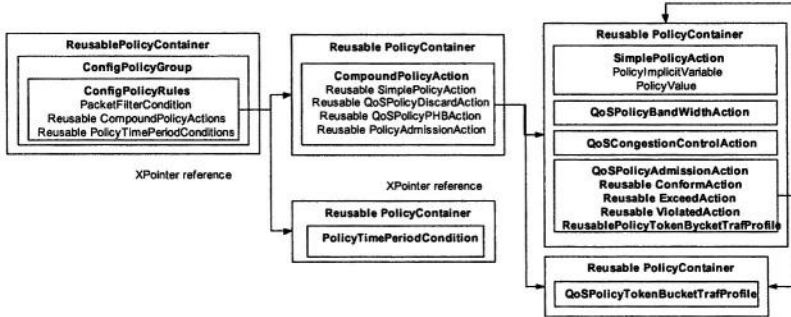 ReusablePolicyContainer
ConfigPolicyGroup
ConfigPolicyRules
PacketFilterCondition
Reusable CompoundPolicyActions
Reusable PolicyTimePeriodConditions
XPointer reference
Reusable PolicyContainer
CompoundPolicyAction
Reusable SimplePolicyAction
Reusable QoSPolicyDiscardAction
Reusable QoSPolicyPHBAction
Reusable PolicyAdmissionAction
XPointer reference
Reusable PolicyContainer
PolicyTimePeriodCondition
Reusable PolicyContainer
SimplePolicyAction
PolicyImplicitVariable
PolicyValue
QoSPolicyBandWidthAction
QoSCongestionControlAction
QoSPolicyAdmissionAction
Reusable ConformAction
Reusable ExceedAction
Reusable ViolatedAction
ReusablePolicyTokenBycketTrafProfile
Reusable PolicyContainer
QoSPolicyTokenBucketTrafProfile